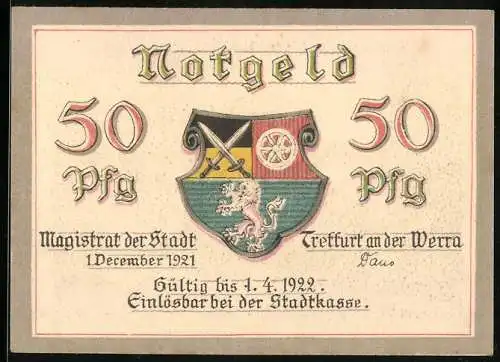 Notgeld
50 50
Pfg Pfg
Magistrat der Stadt Treffurt an der Werra
1. December 1921
Gültig bis 1.4.1922.
Einlösbar bei der Stadtkasse.